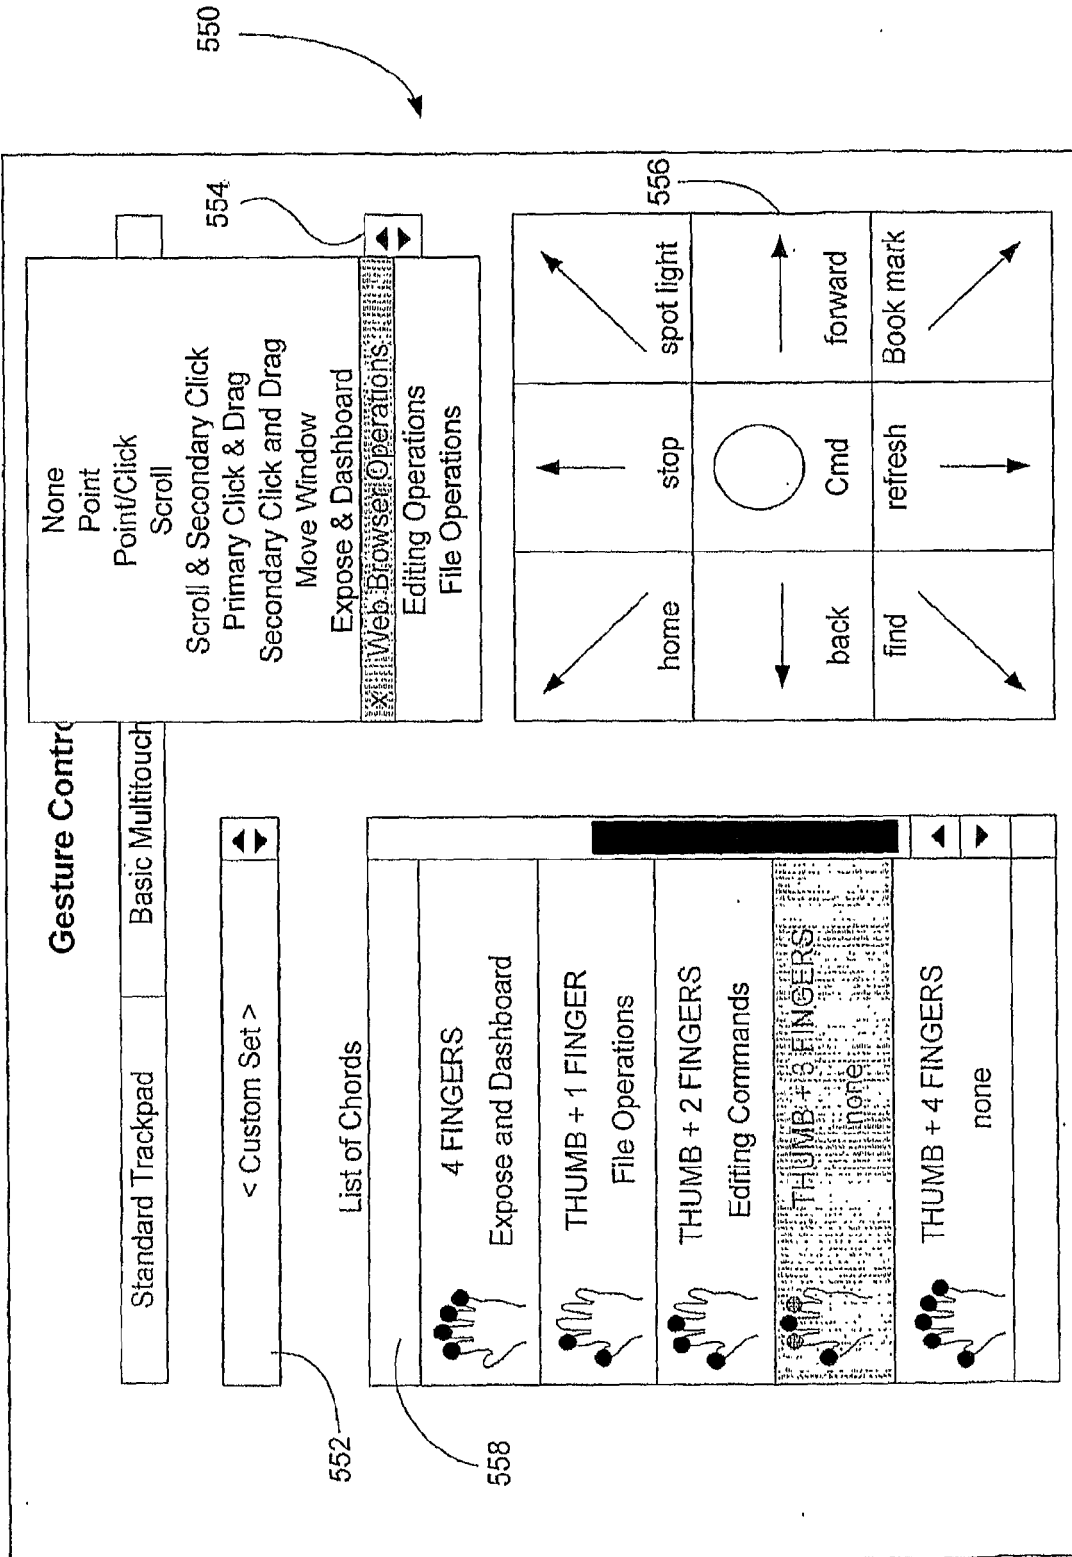 550
Gesture Contro
Standard Trackpad
Basic Multitouch
< Custom Set >
552
List of Chords
558
4 FINGERS
Expose and Dashboard
THUMB + 1 FINGER
File Operations
THUMB + 2 FINGERS
Editing Commands
THUMB + 3 FINGERS
none
THUMB + 4 FINGERS
none
None
Point
Point/Click
Scroll
Scroll & Secondary Click
Primary Click & Drag
Secondary Click and Drag
Move Window
Expose & Dashboard
X Web Browser Operations
Editing Operations
File Operations
554
home
stop
spot light
556
back
Cmd
forward
find
refresh
Book mark